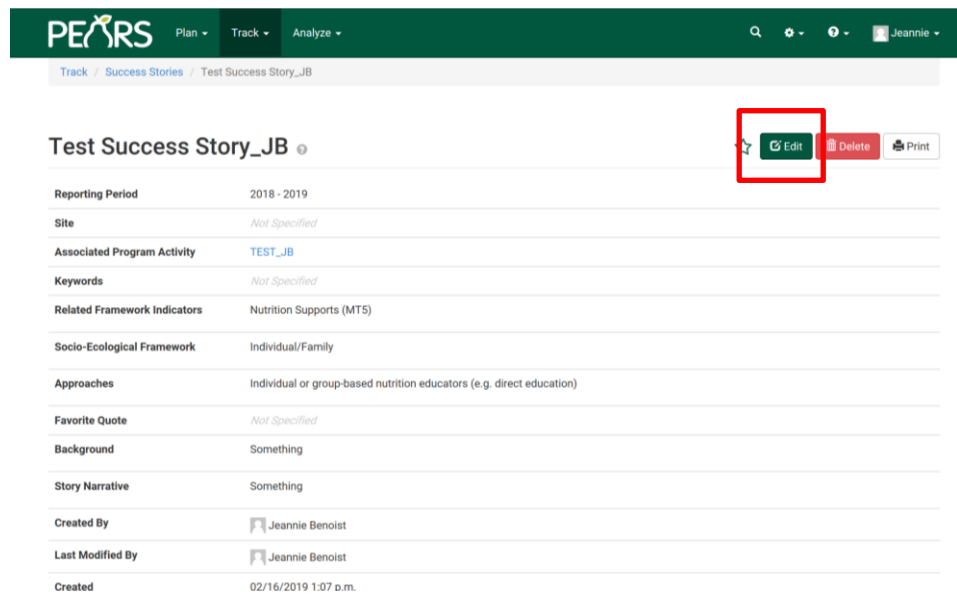 PEARS Plan Track Analyze Jeannie
Track / Success Stories / Test Success Story_JB
Test Success Story_JB Edit Delete Print
Reporting Period 2018 - 2019
Site Not Specified
Associated Program Activity TEST_JB
Keywords Not Specified
Related Framework Indicators Nutrition Supports (MT5)
Socio-Ecological Framework Individual/Family
Approaches Individual or group-based nutrition educators (e.g. direct education)
Favorite Quote Not Specified
Background Something
Story Narrative Something
Created By Jeannie Benoist
Last Modified By Jeannie Benoist
Created 02/16/2019 1:07 p.m.